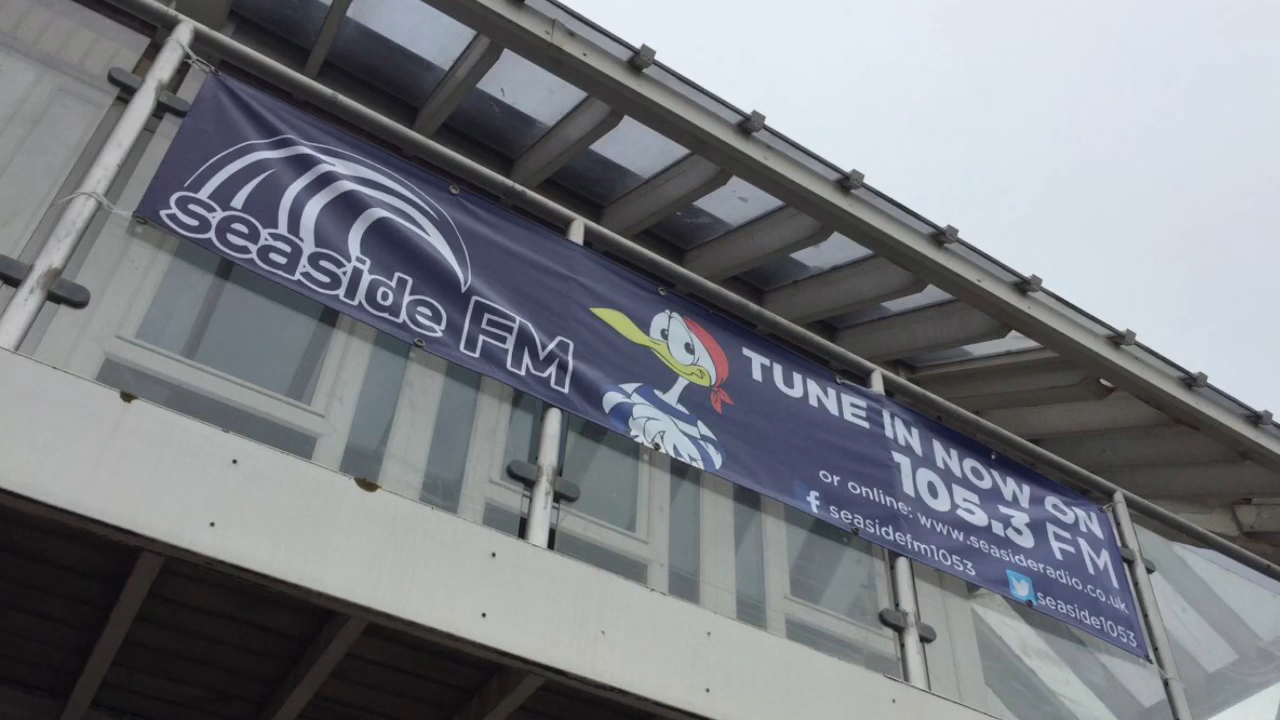 seaside FM
TUNE IN NOW ON
105.3 FM
or online: www.seasideradio.co.uk
f seasidefm1053
seaside1053